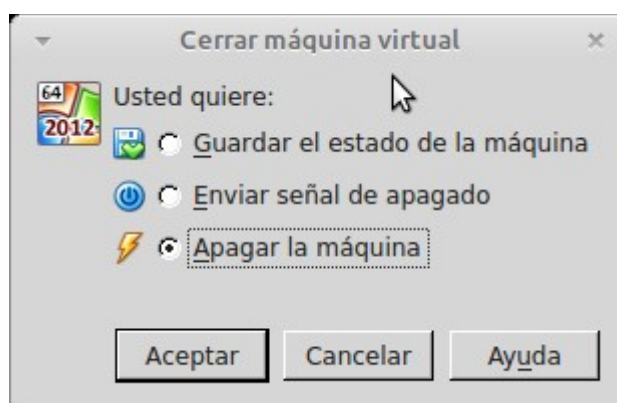 Cerrar máquina virtual
64
2012
Usted quiere:
Guardar el estado de la máquina
Enviar señal de apagado
Apagar la máquina
Aceptar Cancelar Ayuda